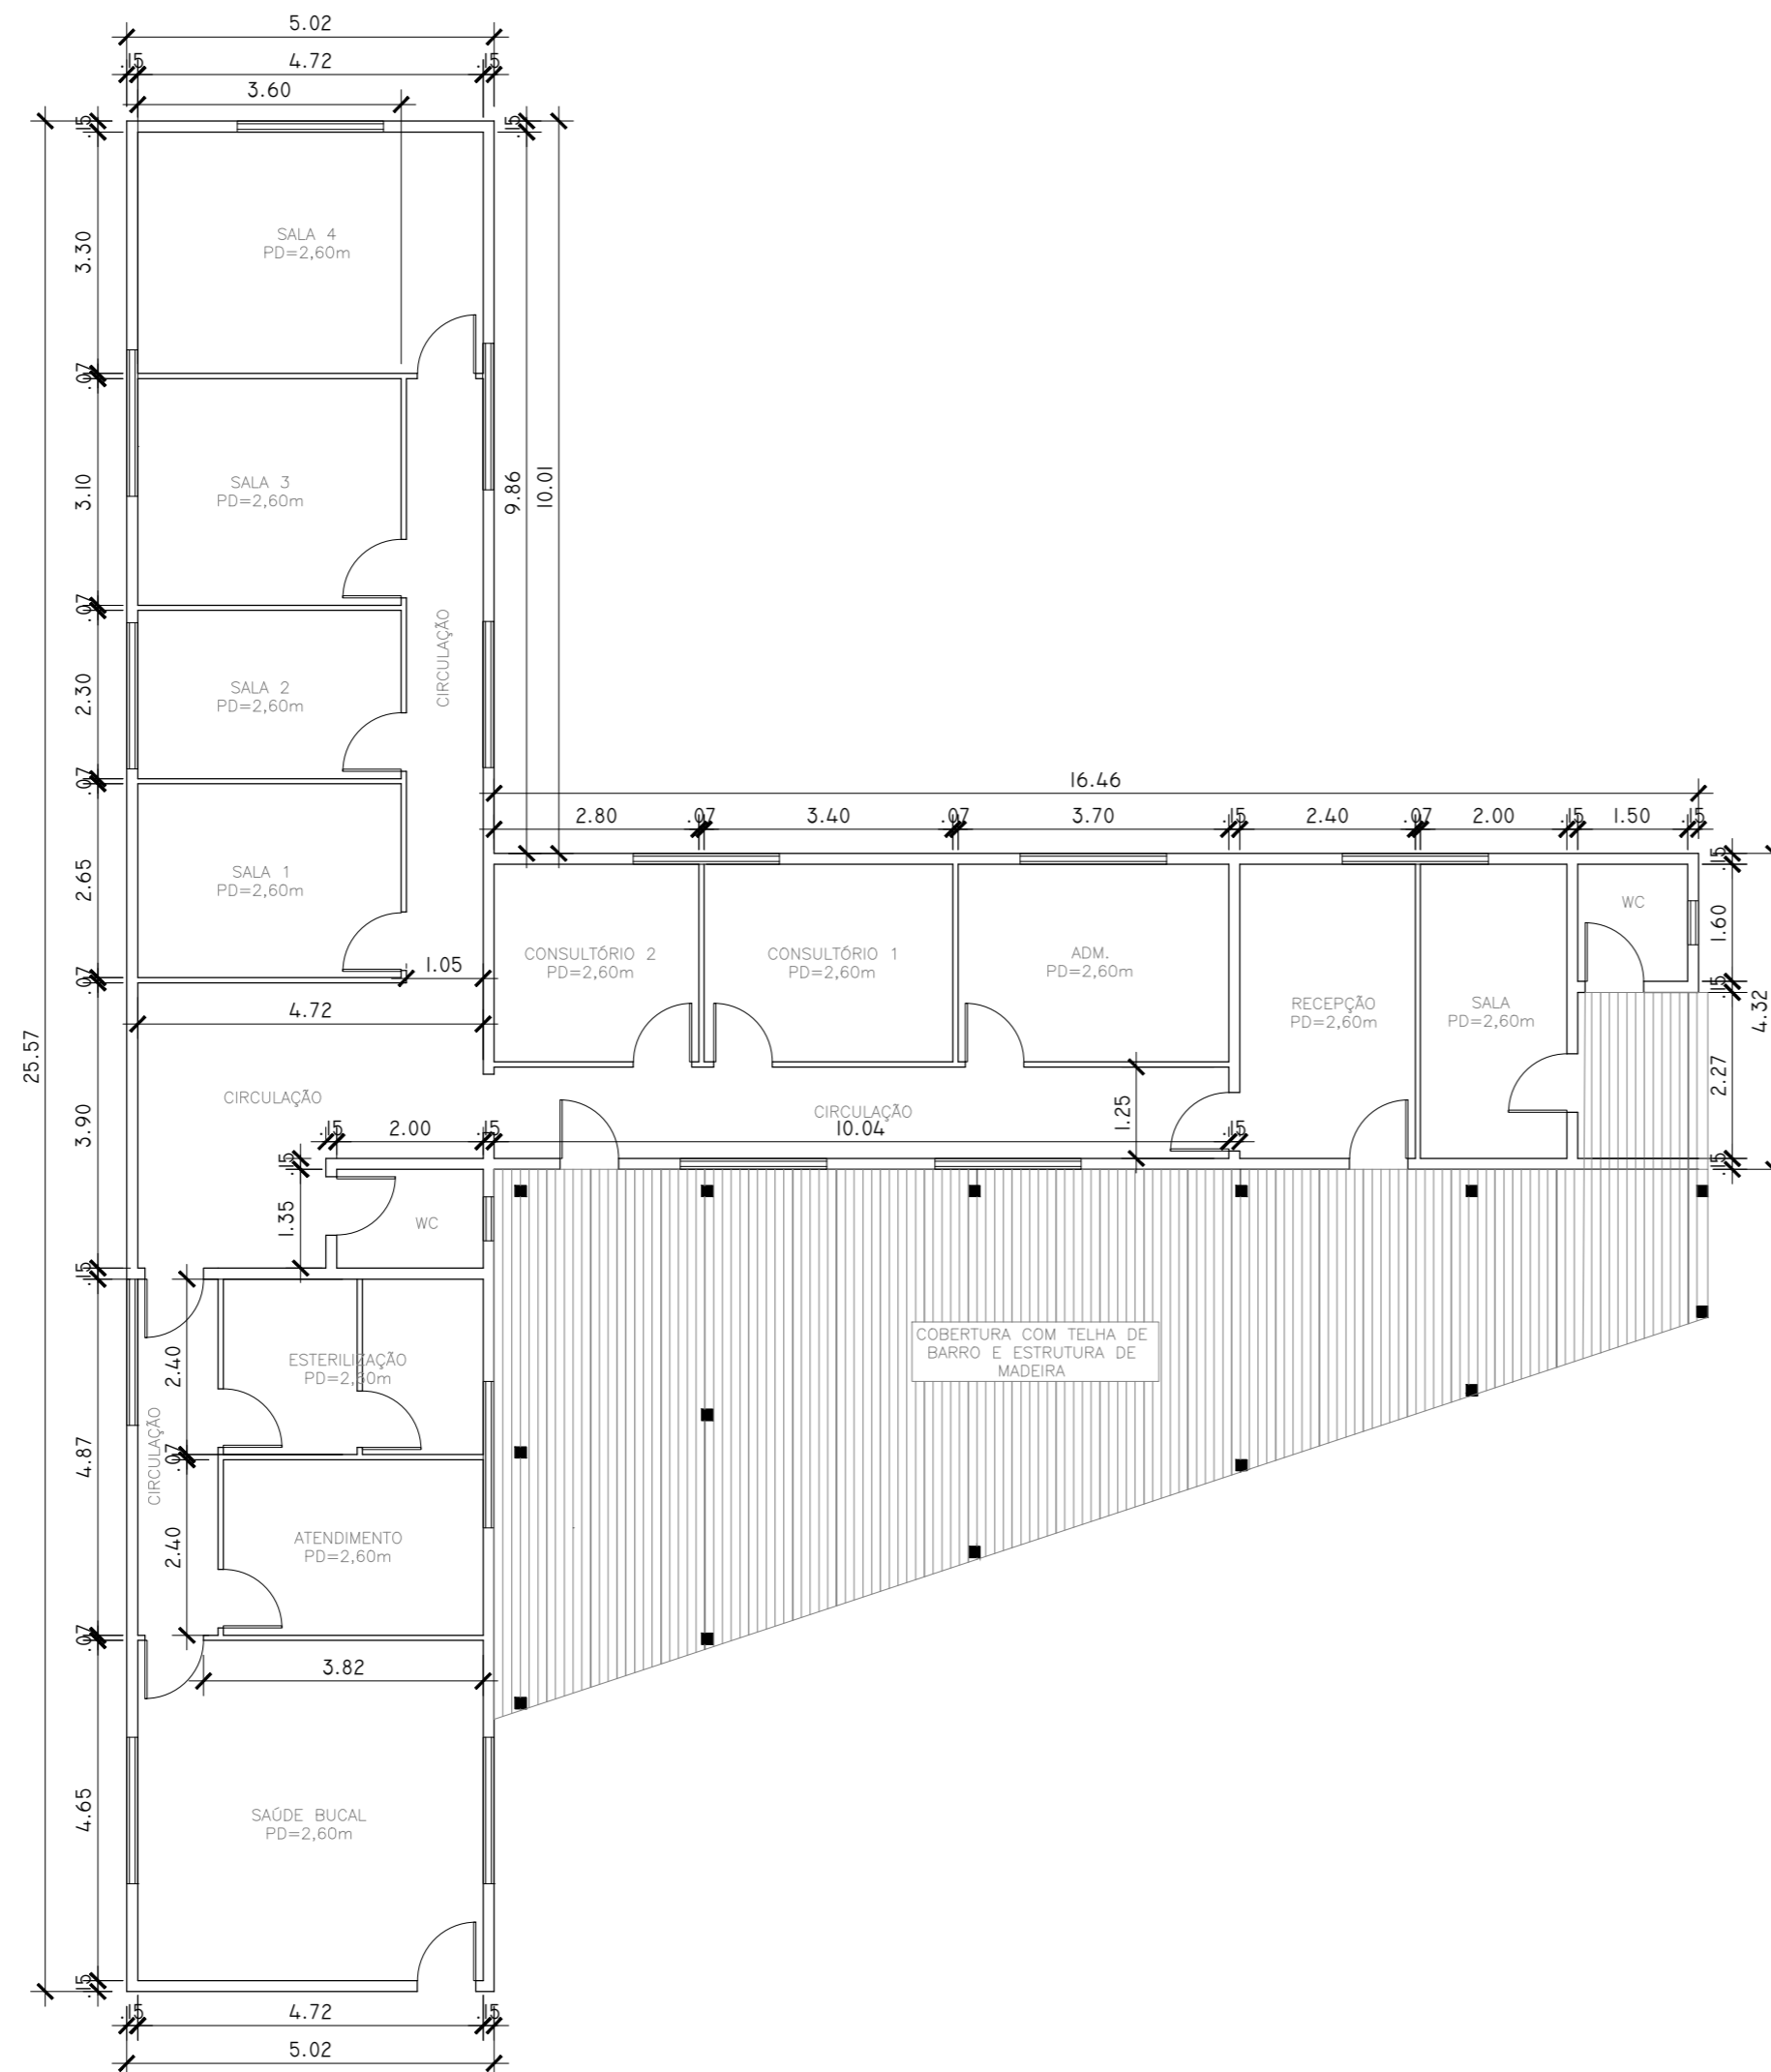 5.02
.15
4.72
.15
3.60
.15
.15
3.30
SALA 4
PD=2,60m
.07
3.10
SALA 3
PD=2,60m
9.86
10.01
.07
2.30
SALA 2
PD=2,60m
CIRCULAÇÃO
.07
16.46
2.80
.07
3.40
.07
3.70
.15
2.40
.07
2.00
.15
1.50
.15
2.65
SALA 1
PD=2,60m
.15
WC
1.60
CONSULTÓRIO 2
PD=2,60m
CONSULTÓRIO 1
PD=2,60m
ADM.
PD=2,60m
.07
1.05
4.72
RECEPÇÃO
PD=2,60m
SALA
PD=2,60m
.15
4.32
25.57
2.27
3.90
CIRCULAÇÃO
CIRCULAÇÃO
1.25
.15
2.00
.15
10.04
.15
.15
.15
1.35
WC
.15
2.40
ESTERILIZAÇÃO
PD=2,60m
COBERTURA COM TELHA DE
BARRO E ESTRUTURA DE
MADEIRA
4.87
CIRCULAÇÃO
.07
2.40
ATENDIMENTO
PD=2,60m
.07
3.82
4.65
SAÚDE BUCAL
PD=2,60m
.15
.15
4.72
.15
5.02